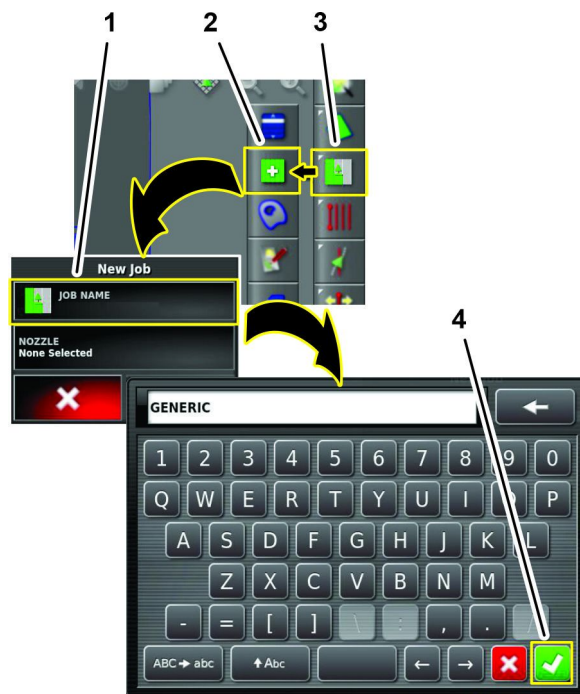 1 2 3
New Job
JOB NAME
NOZZLE
None Selected
4
GENERIC
1 2 3 4 5 6 7 8 9 0
Q W E R T Y U I O P
A S D F G H J K L
Z X C V B N M
- = [ ] \ : , . /
ABC → abc ↑ Abc ← →